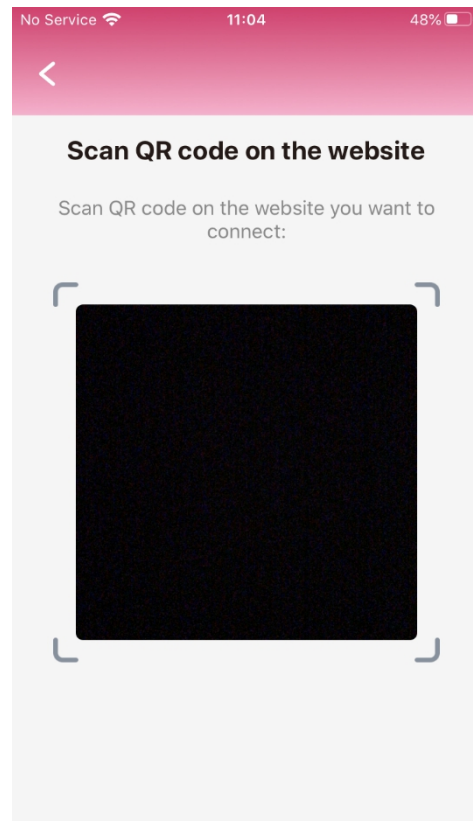 No Service 11:04 48%
Scan QR code on the website
Scan QR code on the website you want to
connect: